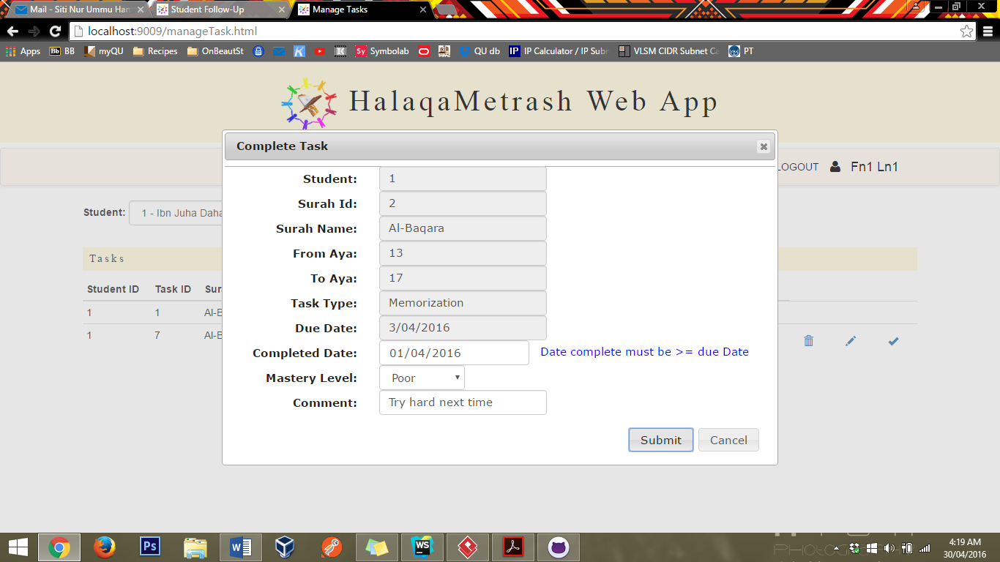 Mail - Siti Nur Ummu Ham
Student Follow-Up
Manage Tasks
localhost:9009/manageTask.html
Apps
Bb BB
myQU
Recipes
OnBeautSt
Sy Symbolab
QU db
IP IP Calculator / IP Subn
VLSM CIDR Subnet Ca
PT
HalaqaMetrash Web App
LOGOUT Fn1 Ln1
Complete Task
Student: 1
Surah Id: 2
Surah Name: Al-Baqara
From Aya: 13
To Aya: 17
Task Type: Memorization
Due Date: 3/04/2016
Completed Date: 01/04/2016 Date complete must be >= due Date
Mastery Level: Poor
Comment: Try hard next time
Submit Cancel
Student: 1 - Ibn Juha Daha
Tasks
Student ID Task ID Sur
1 1 Al-B
1 7 Al-B
Ps
WS
4:19 AM
30/04/2016